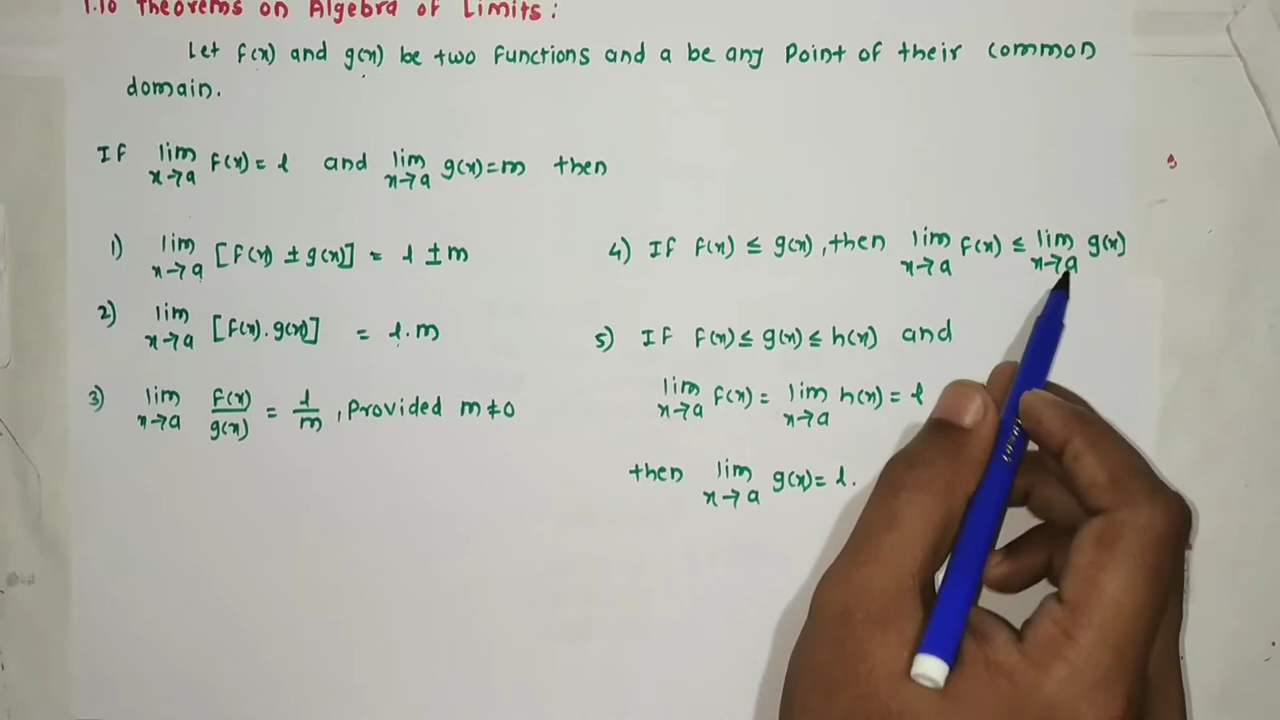 1.10 Theorems on Algebra of Limits :
Let f(x) and g(x) be two functions and a be any point of their common
domain.
If lim x→a f(x) = l and lim x→a g(x) = m then
1) lim x→a [f(x) ± g(x)] = l ± m
2) lim x→a [f(x) . g(x)] = l . m
3) lim x→a f(x)/g(x) = l/m , provided m ≠ 0
4) If f(x) ≤ g(x), then lim x→a f(x) ≤ lim x→a g(x)
5) If f(x) ≤ g(x) ≤ h(x) and
lim x→a f(x) = lim x→a h(x) = l
then lim x→a g(x) = l.